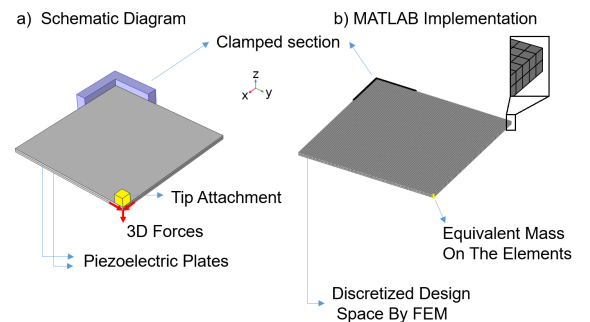 a) Schematic Diagram
b) MATLAB Implementation
Clamped section
z
x
y
Tip Attachment
3D Forces
Piezoelectric Plates
Equivalent Mass
On The Elements
Discretized Design
Space By FEM